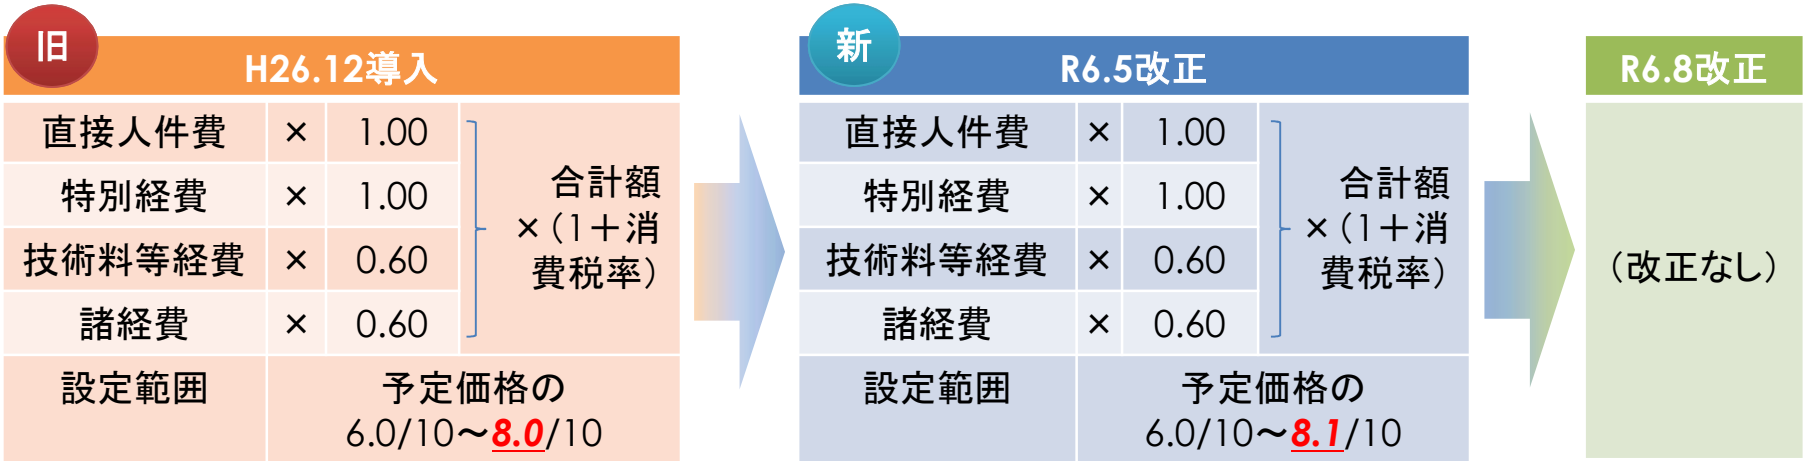 旧
H26.12導入
直接人件費 × 1.00
特別経費 × 1.00
技術料等経費 × 0.60
諸経費 × 0.60
合計額
×(1+消
費税率)
設定範囲
予定価格の
6.0/10~8.0/10
新
R6.5改正
直接人件費 × 1.00
特別経費 × 1.00
技術料等経費 × 0.60
諸経費 × 0.60
合計額
×(1+消
費税率)
設定範囲
予定価格の
6.0/10~8.1/10
R6.8改正
(改正なし)